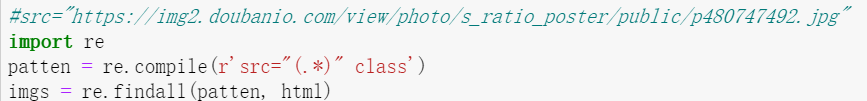 #src="https://img2.doubanio.com/view/photo/s_ratio_poster/public/p480747492.jpg"
import re
patten = re.compile(r'src="(.*)" class')
imgs = re.findall(patten, html)